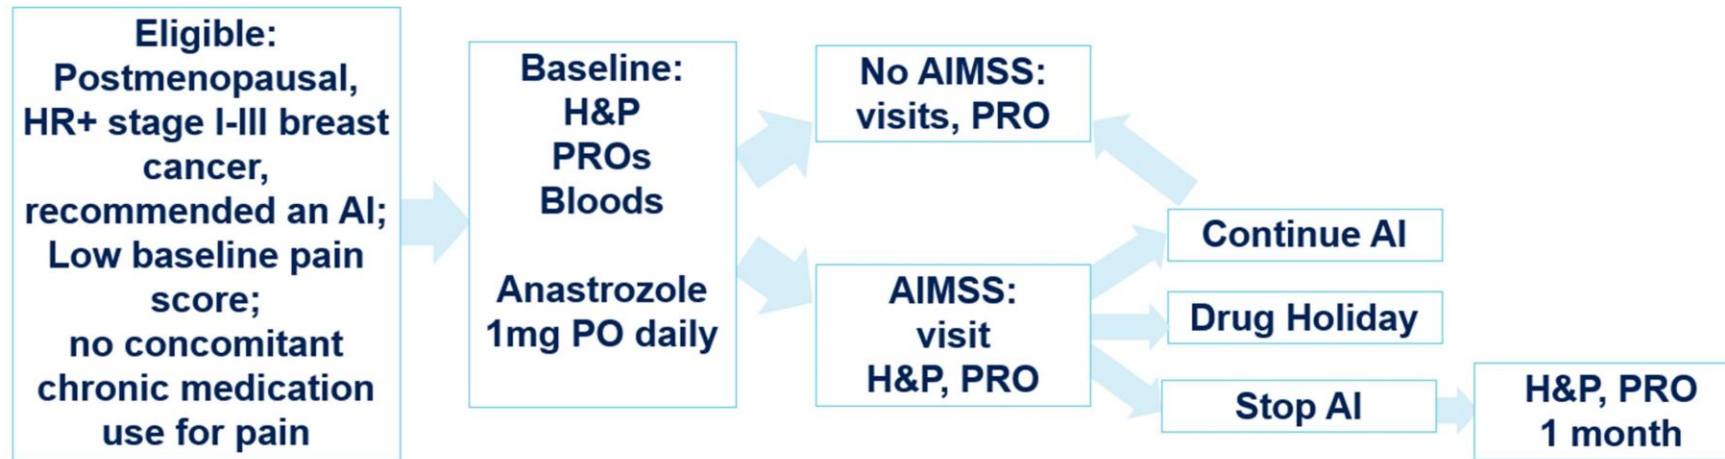 Eligible:
Postmenopausal,
HR+ stage I-III breast
cancer,
recommended an AI;
Low baseline pain
score;
no concomitant
chronic medication
use for pain
Baseline:
H&P
PROs
Bloods
Anastrozole
1mg PO daily
No AIMSS:
visits, PRO
AIMSS:
visit
H&P, PRO
Continue AI
Drug Holiday
Stop AI
H&P, PRO
1 month